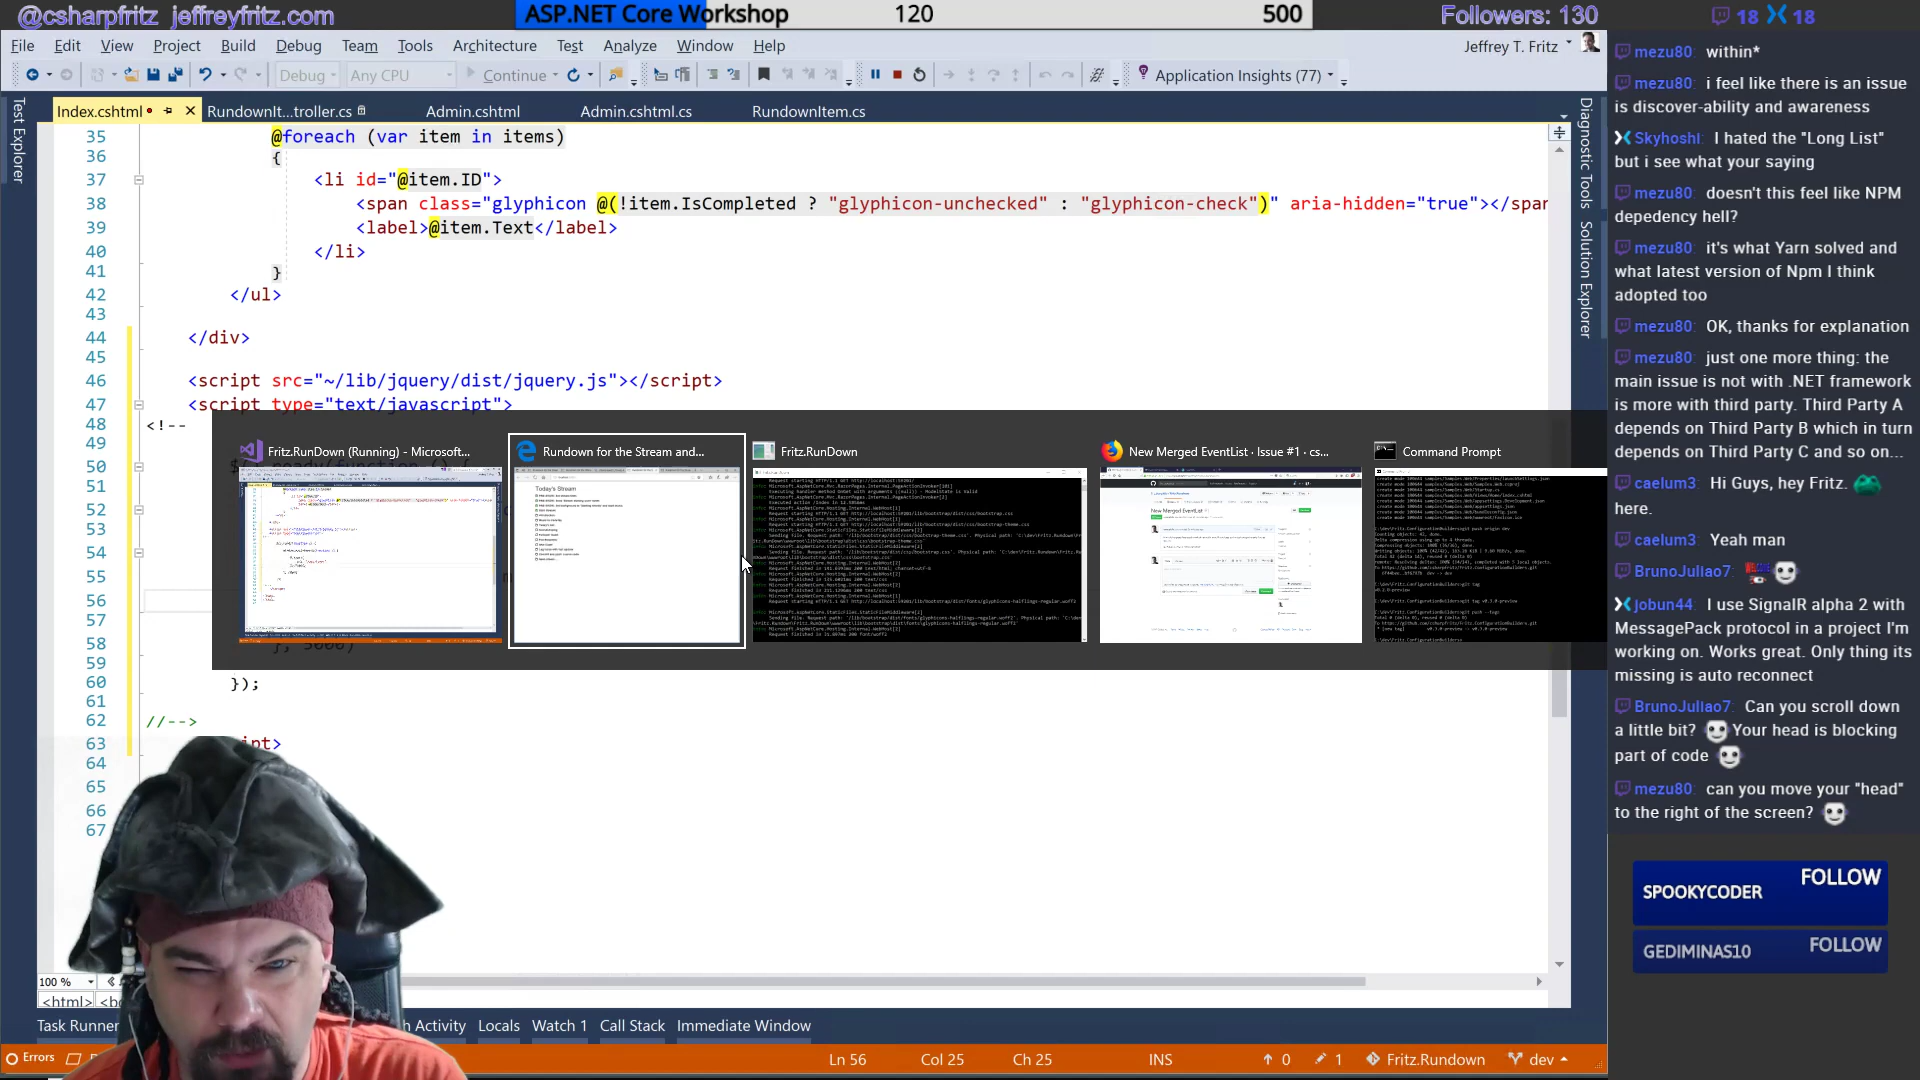 @csharpfritz jeffreyfritz.com
ASP.NET Core Workshop 120 500
Followers: 130
18 18
File Edit View Project Build Debug Team Tools Architecture Test Analyze Window Help
Jeffrey T. Fritz
Debug Any CPU Continue Application Insights (77)
Index.cshtml RundownIt...troller.cs Admin.cshtml Admin.cshtml.cs RundownItem.cs
Test Explorer
Diagnostic Tools
Solution Explorer
35 @foreach (var item in items)
36 {
37 <li id="@item.ID">
38 <span class="glyphicon @(!item.IsCompleted ? "glyphicon-unchecked" : "glyphicon-check")" aria-hidden="true"></span
39 <label>@item.Text</label>
40 </li>
41 }
42 </ul>
43
44 </div>
45
46 <script src="~/lib/jquery/dist/jquery.js"></script>
47 <script type="text/javascript">
48 <!--
49
50
51
52
53
54
55
56
57
58 }, 5000)
59
60 });
61
62 //-->
63 ipt>
64
65
66
67
Fritz.RunDown (Running) - Microsoft...
Rundown for the Stream and...
Fritz.RunDown
New Merged EventList · Issue #1 · cs...
Command Prompt
Today's Stream
New Merged EventList
100 %
<html> <bo
Task Runner h Activity Locals Watch 1 Call Stack Immediate Window
Errors
Ln 56 Col 25 Ch 25 INS 0 1 Fritz.Rundown dev
mezu80: within*
mezu80: i feel like there is an issue
is discover-ability and awareness
Skyhoshi: I hated the "Long List"
but i see what your saying
mezu80: doesn't this feel like NPM
depedency hell?
mezu80: it's what Yarn solved and
what latest version of Npm I think
adopted too
mezu80: OK, thanks for explanation
mezu80: just one more thing: the
main issue is not with .NET framework
is more with third party. Third Party A
depends on Third Party B which in turn
depends on Third Party C and so on...
caelum3: Hi Guys, hey Fritz.
here.
caelum3: Yeah man
BrunoJuliao7:
jobun44: I use SignalR alpha 2 with
MessagePack protocol in a project I'm
working on. Works great. Only thing its
missing is auto reconnect
BrunoJuliao7: Can you scroll down
a little bit? Your head is blocking
part of code
mezu80: can you move your "head"
to the right of the screen?
SPOOKYCODER FOLLOW
GEDIMINAS10 FOLLOW